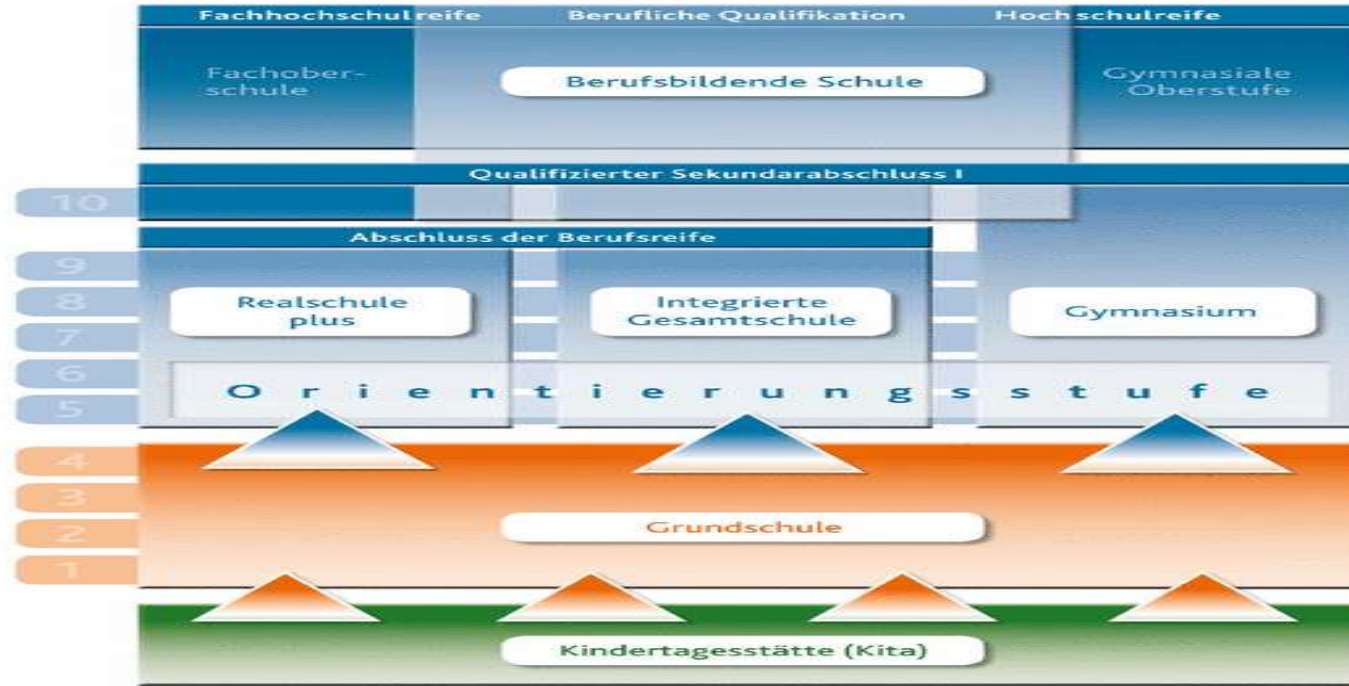 Fachhochschulreife Berufliche Qualifikation Hochschulreife
Fachober-
schule
Berufsbildende Schule
Gymnasiale
Oberstufe
Qualifizierter Sekundarabschluss I
10
Abschluss der Berufsreife
9
8
7
6
5
Realschule
plus
Integrierte
Gesamtschule
Gymnasium
Orientierungsstufe
4
3
2
1
Grundschule
Kindertagesstätte (Kita)